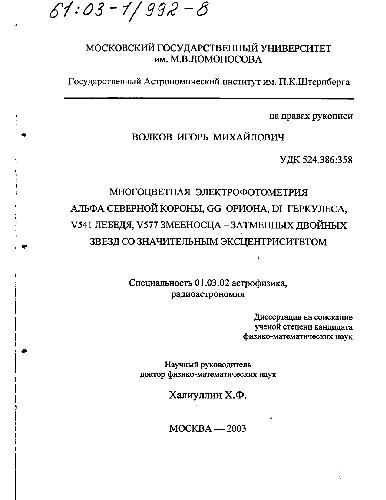 61:03-1/992-8
МОСКОВСКИЙ ГОСУДАРСТВЕННЫЙ УНИВЕРСИТЕТ
им. М.В.ЛОМОНОСОВА
Государственный Астрономический институт им. П.К.Штернберга
на правах рукописи
ВОЛКОВ ИГОРЬ МИХАЙЛОВИЧ
УДК 524.386:358
МНОГОЦВЕТНАЯ ЭЛЕКТРОФОТОМЕТРИЯ
АЛЬФА СЕВЕРНОЙ КОРОНЫ, GG ОРИОНА, DI ГЕРКУЛЕСА,
V541 ЛЕБЕДЯ, V577 ЗМЕЕНОСЦА – ЗАТМЕННЫХ ДВОЙНЫХ
ЗВЕЗД СО ЗНАЧИТЕЛЬНЫМ ЭКСЦЕНТРИСИТЕТОМ
Специальность 01.03.02 астрофизика,
радиоастрономия
Диссертация на соискание
ученой степени кандидата
физико-математических наук
Научный руководитель
доктор физико-математических наук
Халиуллин Х.Ф.
МОСКВА — 2003